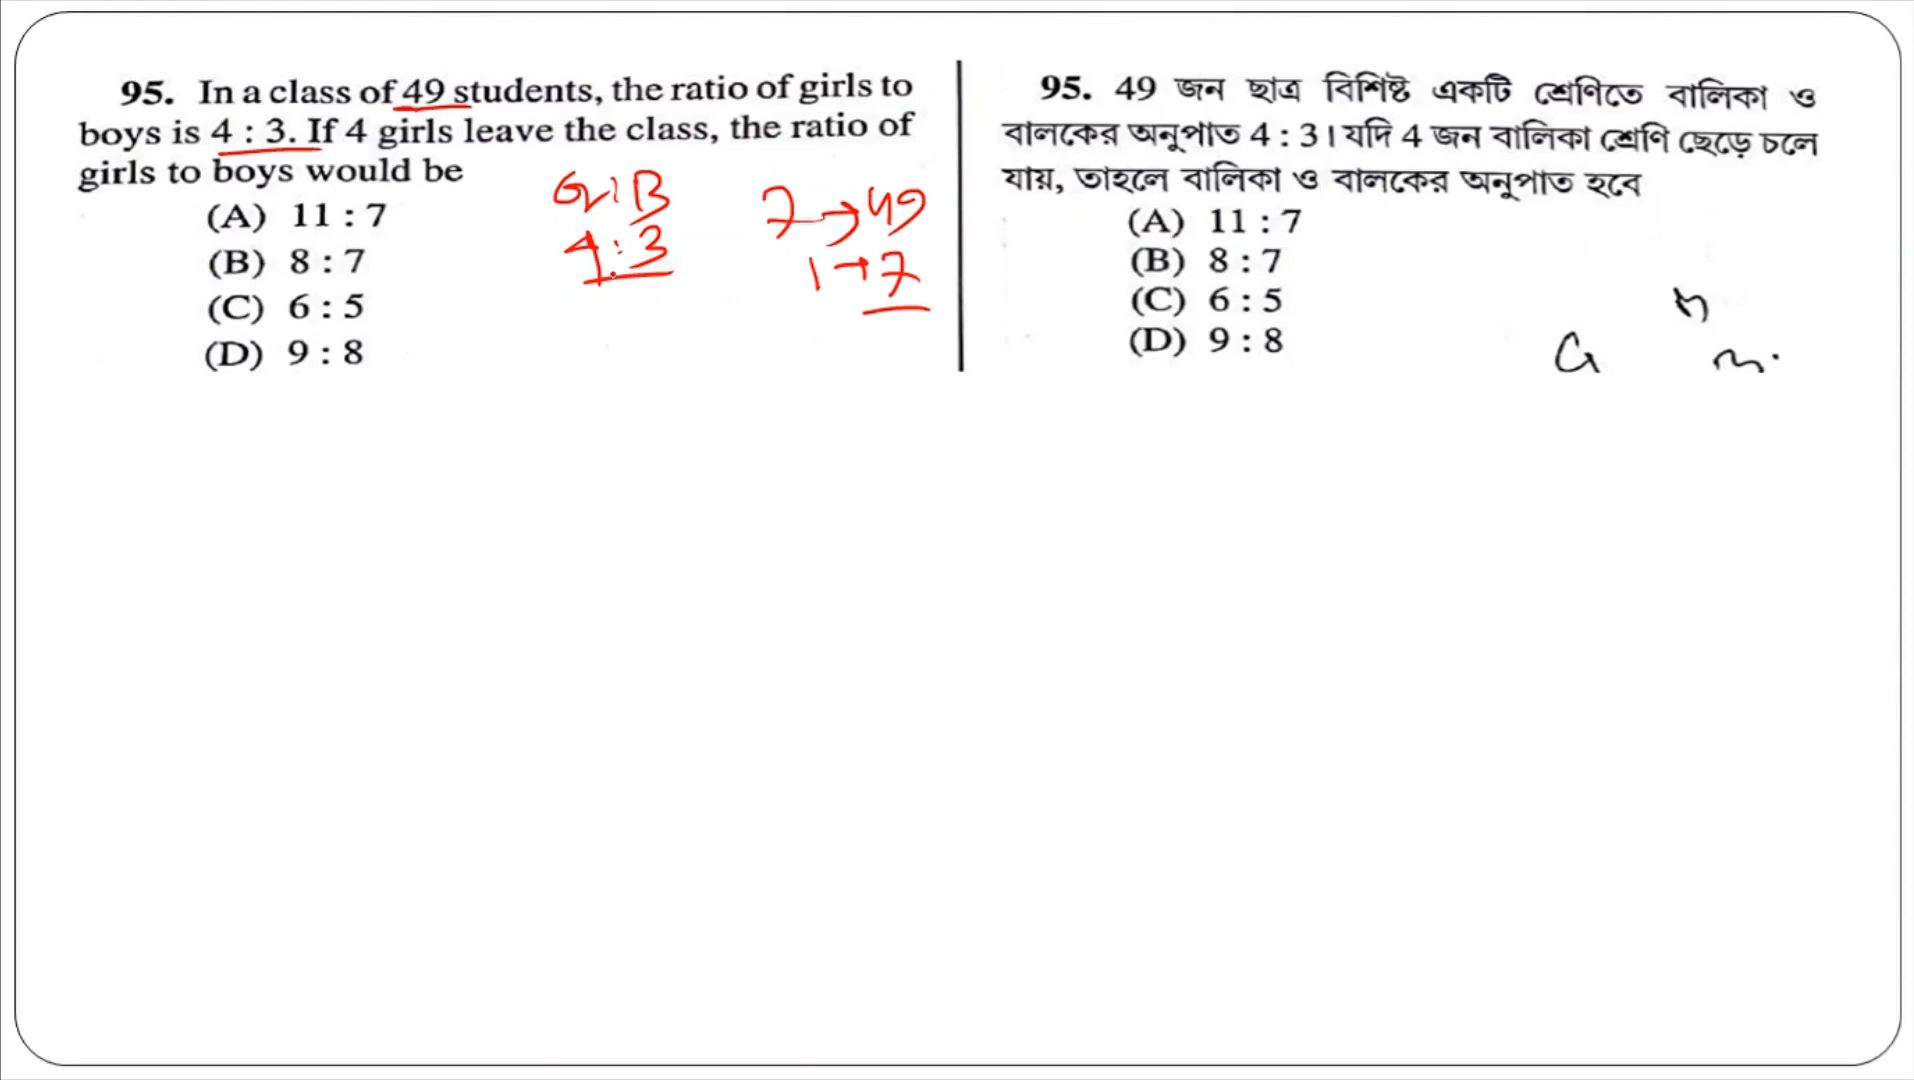 95. In a class of 49 students, the ratio of girls to
boys is 4 : 3. If 4 girls leave the class, the ratio of
girls to boys would be
(A) 11 : 7
(B) 8 : 7
(C) 6 : 5
(D) 9 : 8
G : B
4 : 3
7 → 49
1 → 7
95. 49 জন ছাত্র বিশিষ্ট একটি শ্রেণিতে বালিকা ও
বালকের অনুপাত 4 : 3। যদি 4 জন বালিকা শ্রেণি ছেড়ে চলে
যায়, তাহলে বালিকা ও বালকের অনুপাত হবে
(A) 11 : 7
(B) 8 : 7
(C) 6 : 5
(D) 9 : 8
G